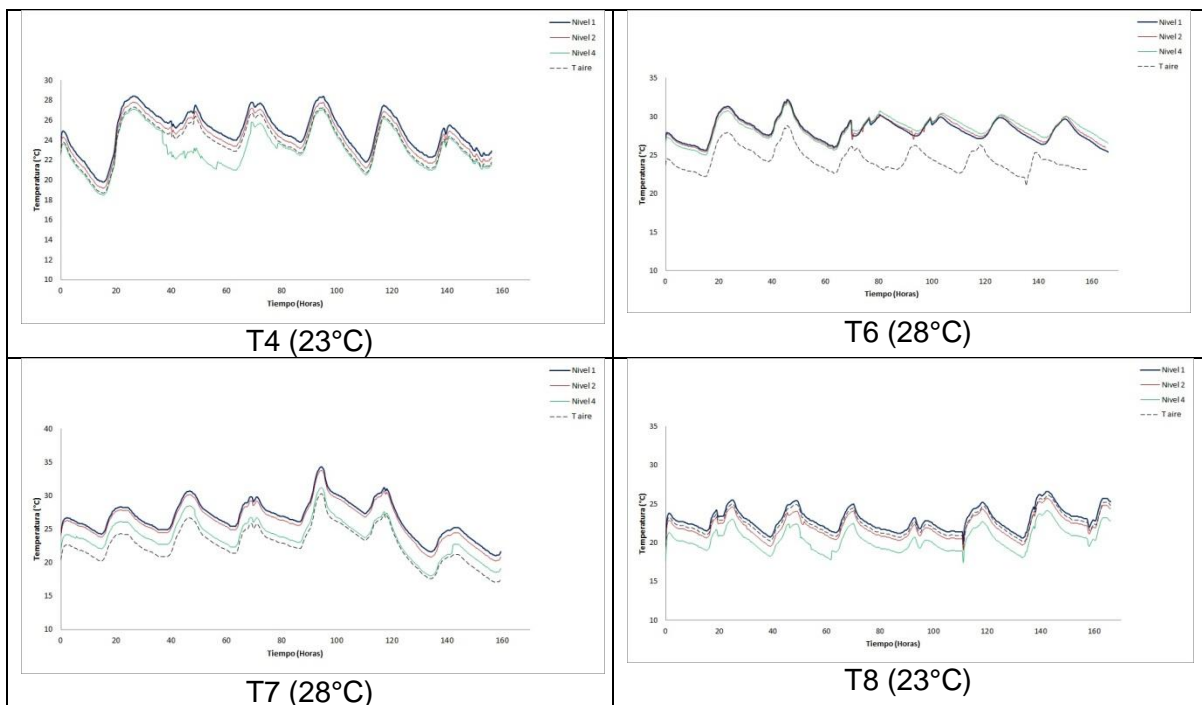 Nivel 1
Nivel 2
Nivel 4
T aire
Temperatura (°C)
30
28
26
24
22
20
18
16
14
12
10
0 20 40 60 80 100 120 140 160
Tiempo (Horas)
T4 (23°C)
Nivel 1
Nivel 2
Nivel 4
T aire
Temperatura (°C)
35
30
25
20
15
10
0 20 40 60 80 100 120 140 160
Tiempo (Horas)
T6 (28°C)
Nivel 1
Nivel 2
Nivel 4
T aire
Temperatura (°C)
40
35
30
25
20
15
10
0 20 40 60 80 100 120 140 160
Tiempo (Horas)
T7 (28°C)
Nivel 1
Nivel 2
Nivel 4
T aire
Temperatura (°C)
35
30
25
20
15
10
0 20 40 60 80 100 120 140 160
Tiempo (Horas)
T8 (23°C)